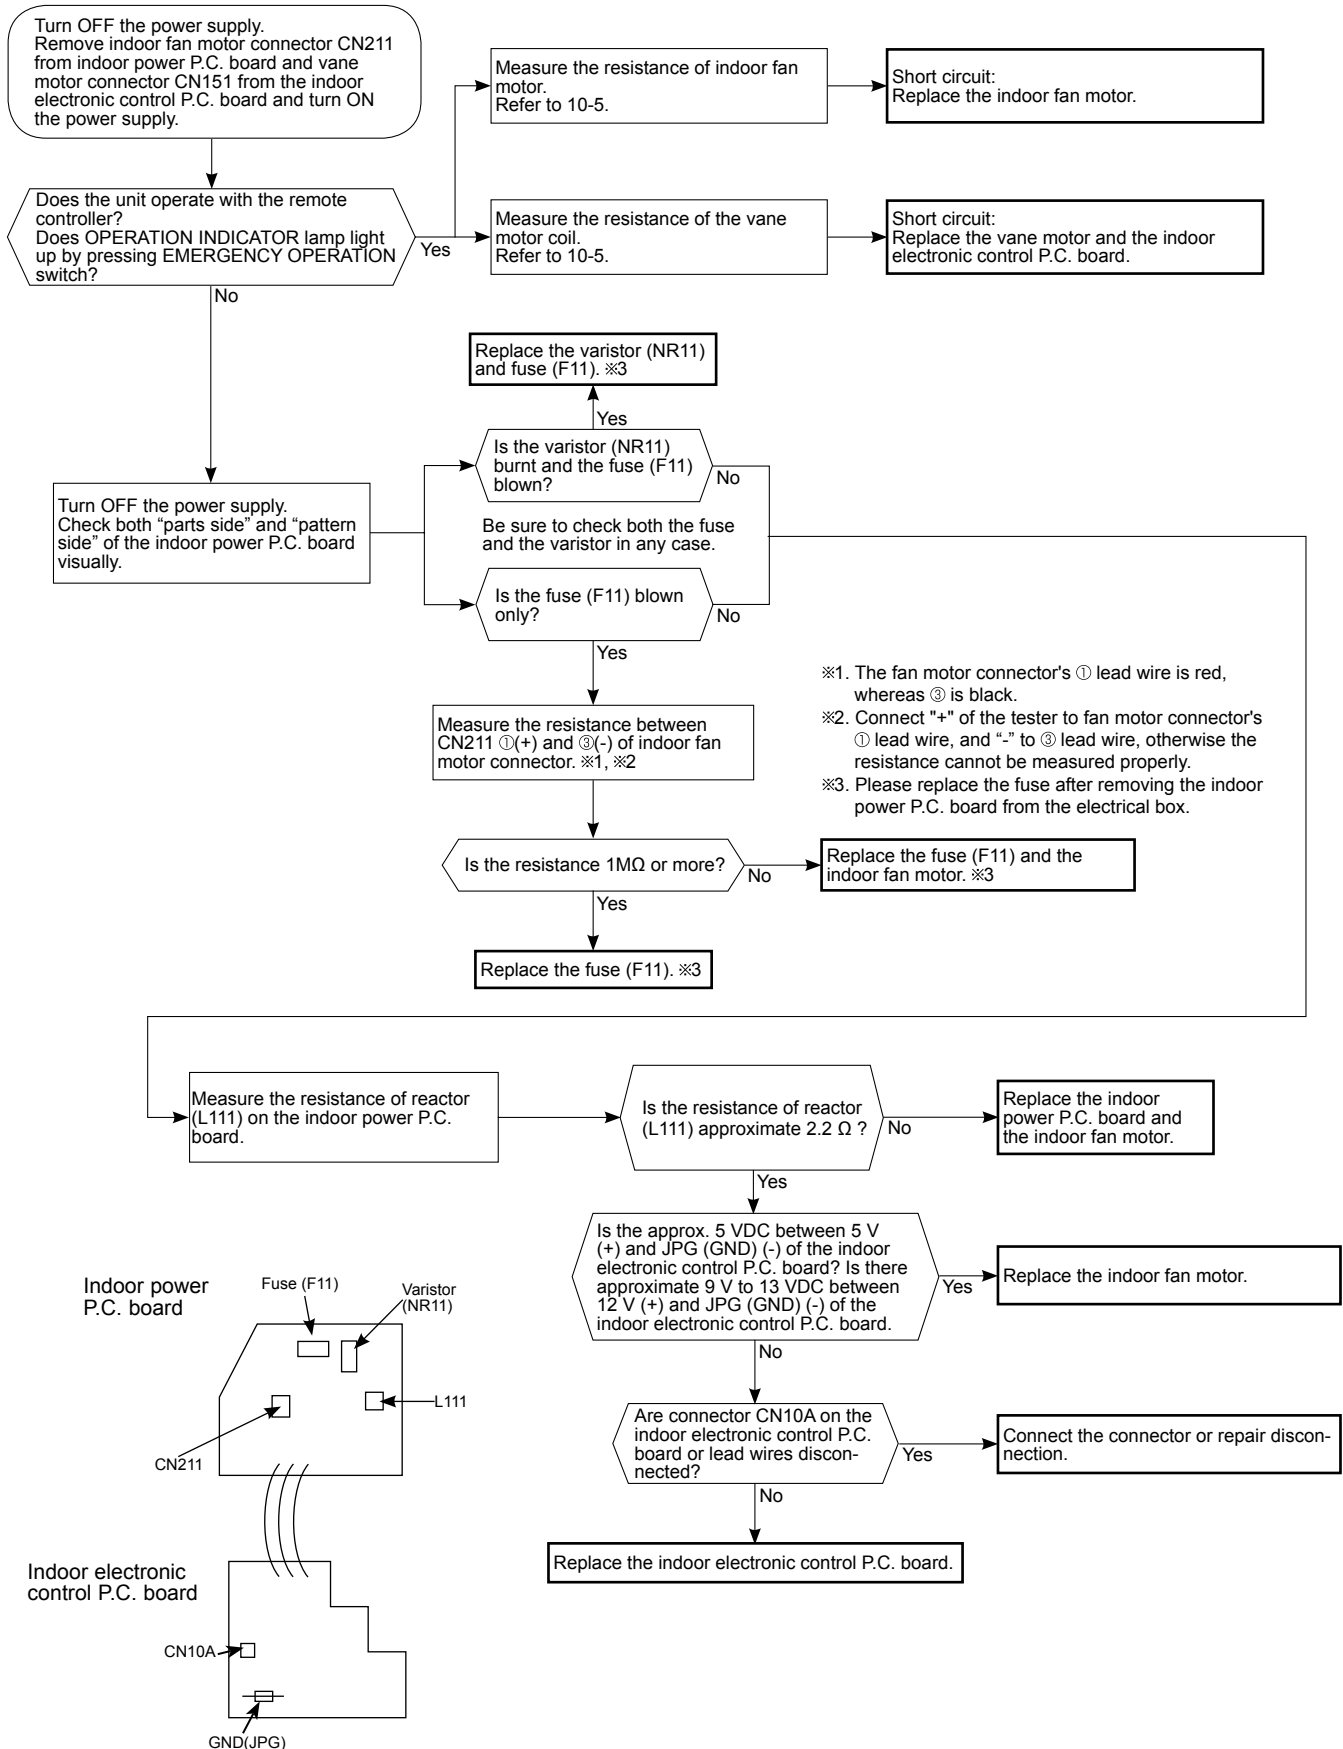 Turn OFF the power supply.
Remove indoor fan motor connector CN211
from indoor power P.C. board and vane
motor connector CN151 from the indoor
electronic control P.C. board and turn ON
the power supply.
Measure the resistance of indoor fan
motor.
Refer to 10-5.
Short circuit:
Replace the indoor fan motor.
Does the unit operate with the remote
controller?
Does OPERATION INDICATOR lamp light
up by pressing EMERGENCY OPERATION
switch?
Yes
Measure the resistance of the vane
motor coil.
Refer to 10-5.
Short circuit:
Replace the vane motor and the indoor
electronic control P.C. board.
No
Replace the varistor (NR11)
and fuse (F11). ※3
Yes
Is the varistor (NR11)
burnt and the fuse (F11)
blown?
No
Turn OFF the power supply.
Check both “parts side” and “pattern
side” of the indoor power P.C. board
visually.
Be sure to check both the fuse
and the varistor in any case.
Is the fuse (F11) blown
only?
No
Yes
※1. The fan motor connector's ① lead wire is red,
whereas ③ is black.
※2. Connect "+" of the tester to fan motor connector's
① lead wire, and “-” to ③ lead wire, otherwise the
resistance cannot be measured properly.
※3. Please replace the fuse after removing the indoor
power P.C. board from the electrical box.
Measure the resistance between
CN211 ①(+) and ③(-) of indoor fan
motor connector. ※1, ※2
Is the resistance 1MΩ or more?
No
Replace the fuse (F11) and the
indoor fan motor. ※3
Yes
Replace the fuse (F11). ※3
Measure the resistance of reactor
(L111) on the indoor power P.C.
board.
Is the resistance of reactor
(L111) approximate 2.2 Ω ?
No
Replace the indoor
power P.C. board and
the indoor fan motor.
Yes
Is the approx. 5 VDC between 5 V
(+) and JPG (GND) (-) of the indoor
electronic control P.C. board? Is there
approximate 9 V to 13 VDC between
12 V (+) and JPG (GND) (-) of the
indoor electronic control P.C. board.
Yes
Replace the indoor fan motor.
No
Are connector CN10A on the
indoor electronic control P.C.
board or lead wires discon-
nected?
Yes
Connect the connector or repair discon-
nection.
No
Replace the indoor electronic control P.C. board.
Indoor power
P.C. board
Fuse (F11)
Varistor
(NR11)
L111
CN211
Indoor electronic
control P.C. board
CN10A
GND(JPG)